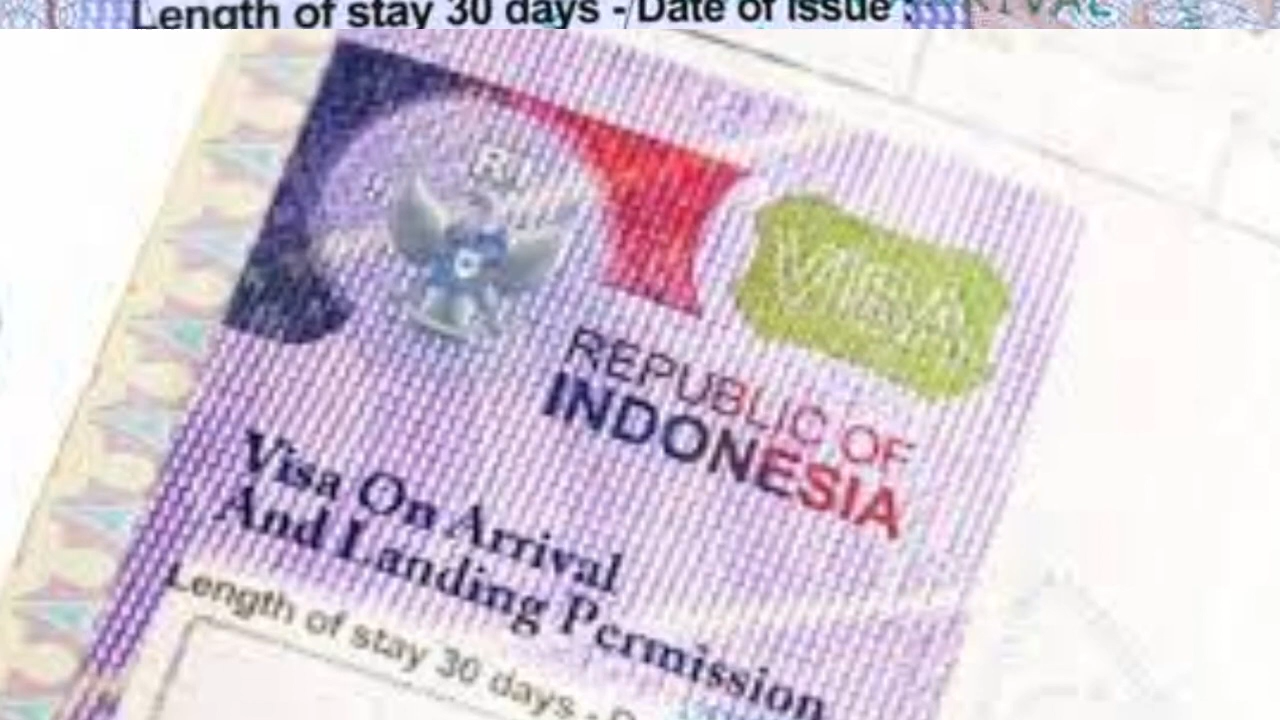 Length of stay 30 days - Date of Issue :
RI
VISA
REPUBLIC OF
INDONESIA
Visa On Arrival
And Landing Permission
Length of stay 30 days - D